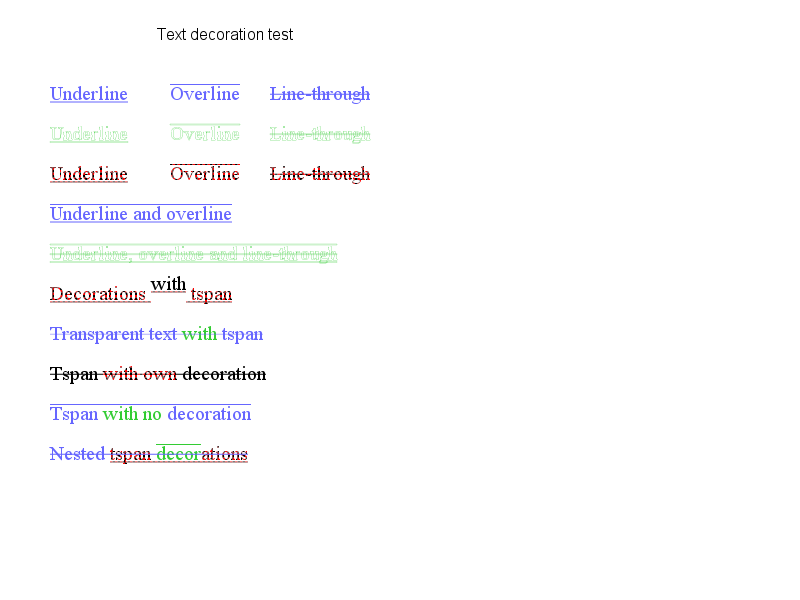 Text decoration test
Underline Overline Line-through
Underline Overline Line-through
Underline Overline Line-through
Underline and overline
Underline, overline and line-through
Decorations with tspan
Transparent text with tspan
Tspan with own decoration
Tspan with no decoration
Nested tspan decorations